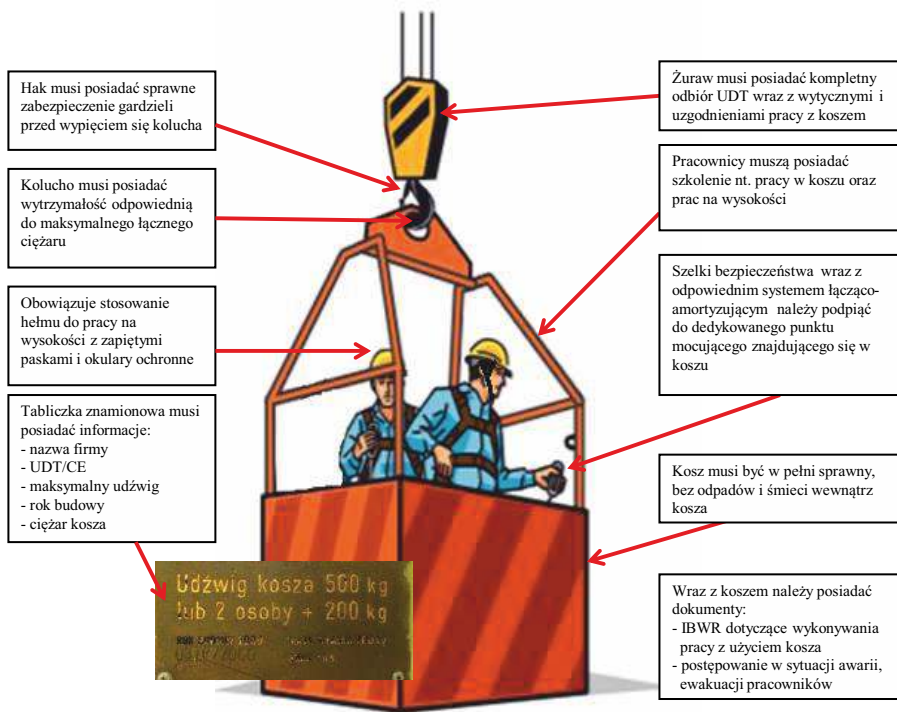 Hak musi posiadać sprawne
zabezpieczenie gardzieli
przed wypięciem się kolucha
Kolucho musi posiadać
wytrzymałość odpowiednią
do maksymalnego łącznego
ciężaru
Obowiązuje stosowanie
hełmu do pracy na
wysokości z zapiętymi
paskami i okulary ochronne
Tabliczka znamionowa musi
posiadać informacje:
- nazwa firmy
- UDT/CE
- maksymalny udźwig
- rok budowy
- ciężar kosza
Żuraw musi posiadać kompletny
odbiór UDT wraz z wytycznymi i
uzgodnieniami pracy z koszem
Pracownicy muszą posiadać
szkolenie nt. pracy w koszu oraz
prac na wysokości
Szelki bezpieczeństwa wraz z
odpowiednim systemem łącząco-
amortyzującym należy podpiąć
do dedykowanego punktu
mocującego znajdującego się w
koszu
Kosz musi być w pełni sprawny,
bez odpadów i śmieci wewnątrz
kosza
Wraz z koszem należy posiadać
dokumenty:
- IBWR dotyczące wykonywania
pracy z użyciem kosza
- postępowanie w sytuacji awarii,
ewakuacji pracowników
Udźwig kosza 500 kg
lub 2 osoby + 200 kg